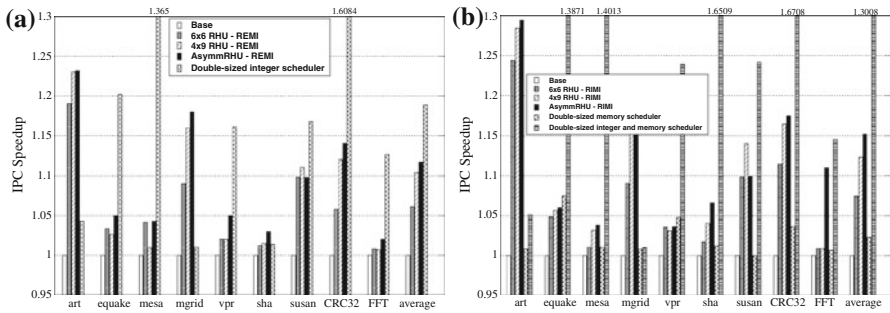 (a)
1.365
1.6084
1.3
1.25
1.2
1.15
1.1
1.05
1
0.95
IPC Speedup
Base
6x6 RHU - REMI
4x9 RHU - REMI
AsymmRHU - REMI
Double-sized integer scheduler
art equake mesa mgrid vpr sha susan CRC32 FFT average
(b)
1.3871 1.4013 1.6509 1.6708 1.3008
1.3
1.25
1.2
1.15
1.1
1.05
1
0.95
IPC Speedup
Base
6x6 RHU - RIMI
4x9 RHU - RIMI
AsymmRHU - RIMI
Double-sized memory scheduler
Double-sized integer and memory scheduler
art equake mesa mgrid vpr sha susan CRC32 FFT average